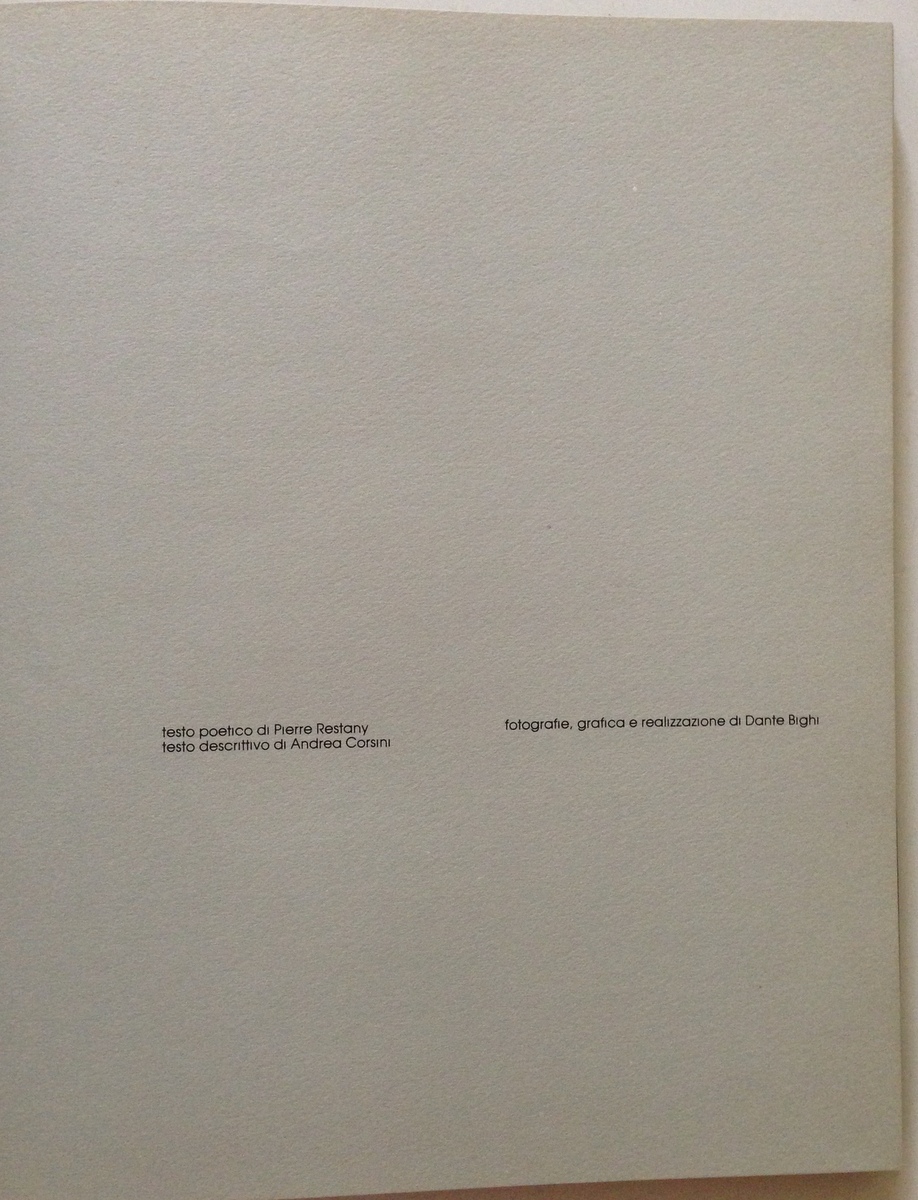 testo poetico di Pierre Restany
testo descrittivo di Andrea Corsini
fotografie, grafica e realizzazione di Dante Bighi